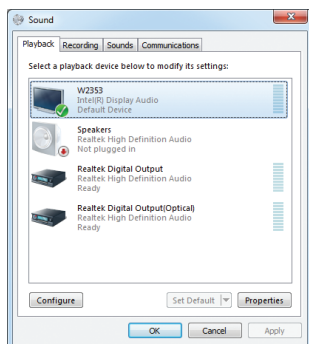 Sound
Playback Recording Sounds Communications
Select a playback device below to modify its settings:
W2353
Intel(R) Display Audio
Default Device
Speakers
Realtek High Definition Audio
Not plugged in
Realtek Digital Output
Realtek High Definition Audio
Ready
Realtek Digital Output(Optical)
Realtek High Definition Audio
Ready
Configure Set Default Properties
OK Cancel Apply